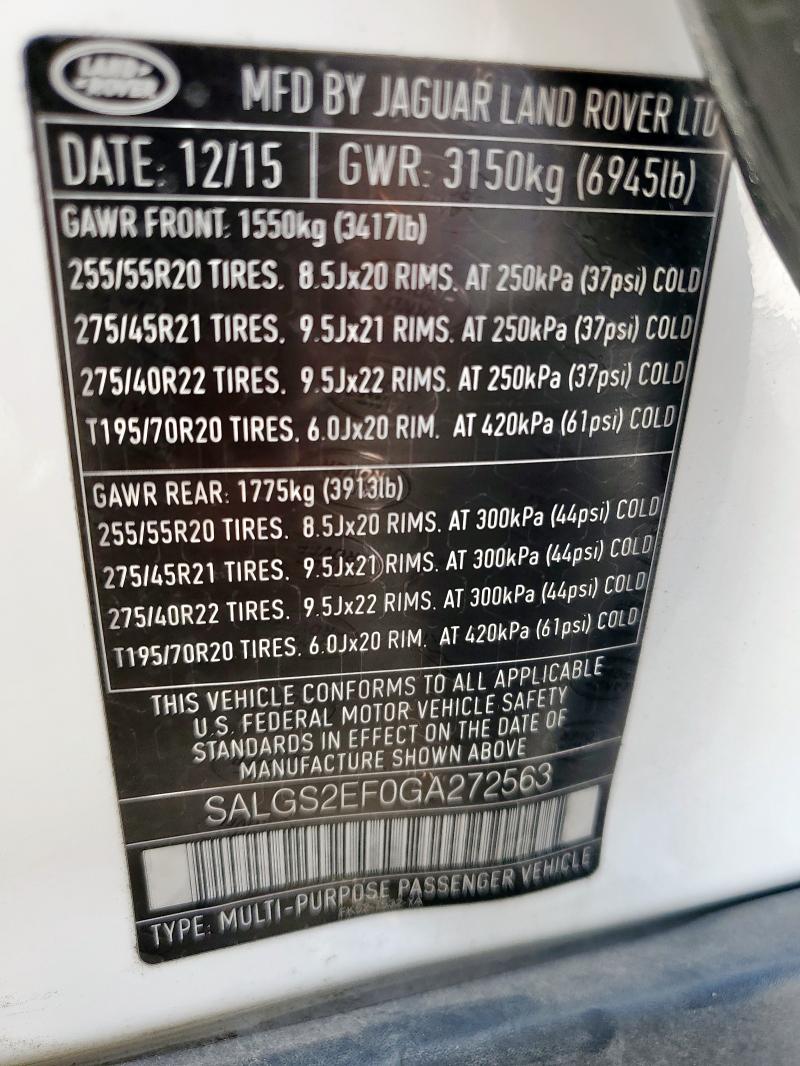 LAND ROVER
MFD BY JAGUAR LAND ROVER LTD
DATE: 12/15 GWR: 3150kg (6945lb)
GAWR FRONT: 1550kg (3417lb)
255/55R20 TIRES. 8.5Jx20 RIMS. AT 250kPa (37psi) COLD
275/45R21 TIRES. 9.5Jx21 RIMS. AT 250kPa (37psi) COLD
275/40R22 TIRES. 9.5Jx22 RIMS. AT 250kPa (37psi) COLD
T195/70R20 TIRES. 6.0Jx20 RIM. AT 420kPa (61psi) COLD
GAWR REAR: 1775kg (3913lb)
255/55R20 TIRES. 8.5Jx20 RIMS. AT 300kPa (44psi) COLD
275/45R21 TIRES. 9.5Jx21 RIMS. AT 300kPa (44psi) COLD
275/40R22 TIRES. 9.5Jx22 RIMS. AT 300kPa (44psi) COLD
T195/70R20 TIRES. 6.0Jx20 RIM. AT 420kPa (61psi) COLD
THIS VEHICLE CONFORMS TO ALL APPLICABLE
U.S. FEDERAL MOTOR VEHICLE SAFETY
STANDARDS IN EFFECT ON THE DATE OF
MANUFACTURE SHOWN ABOVE
SALGS2EF0GA272563
TYPE: MULTI-PURPOSE PASSENGER VEHICLE